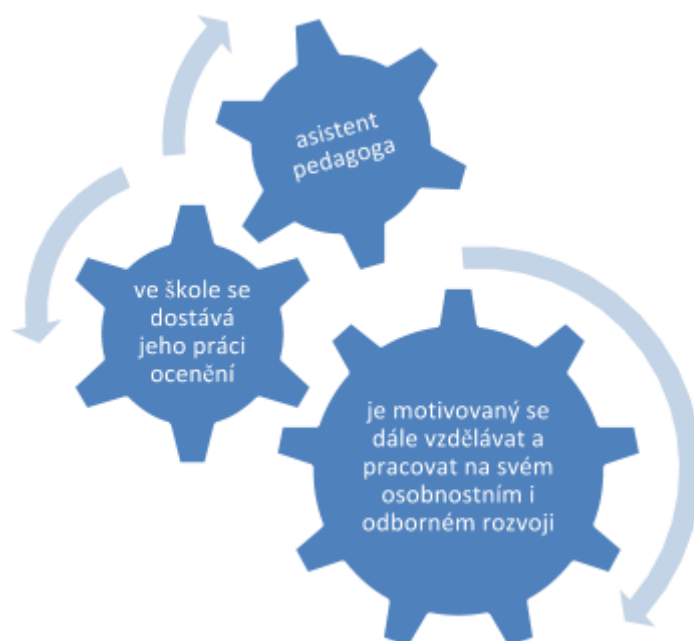 asistent
pedagoga
ve škole se
dostává
jeho práci
ocenění
je motivovaný se
dále vzdělávat a
pracovat na svém
osobnostním i
odborném rozvoji